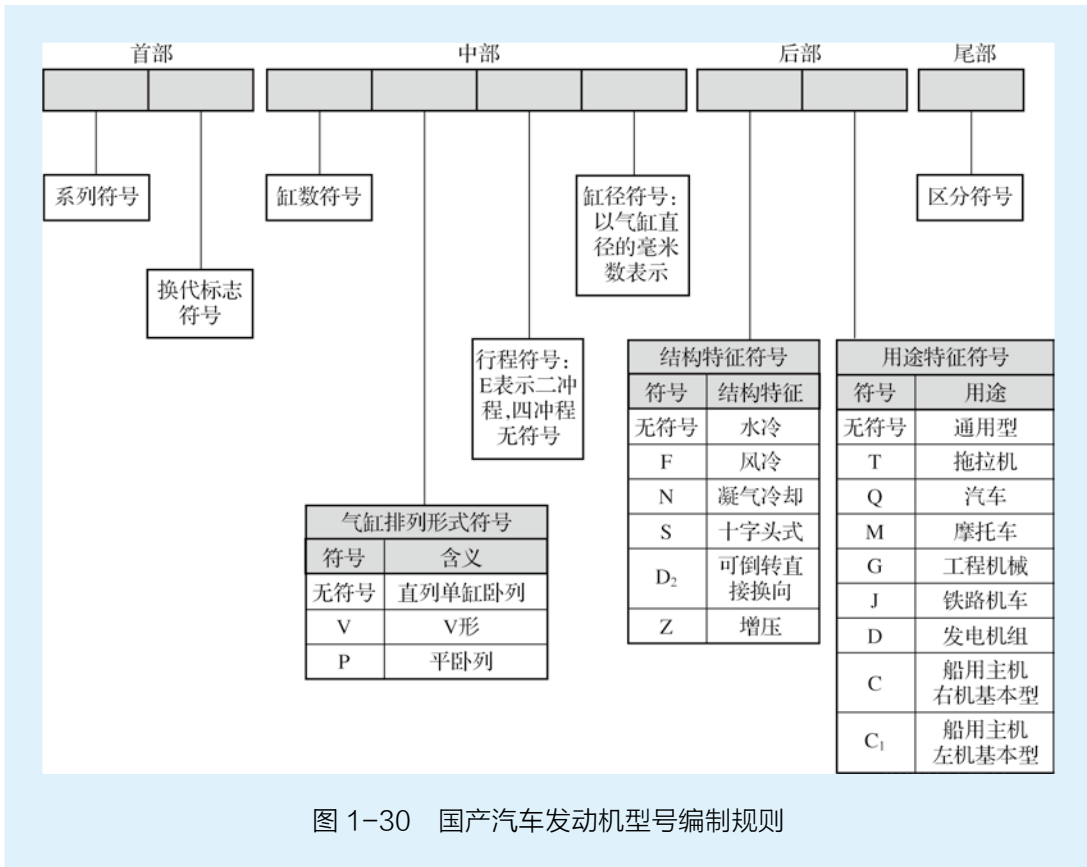 首部 中部 后部 尾部
系列符号
换代标志
符号
缸数符号
气缸排列形式符号
符号 含义
无符号 直列单缸卧列
V V形
P 平卧列
行程符号:
E表示二冲
程,四冲程
无符号
缸径符号:
以气缸直
径的毫米
数表示
结构特征符号
符号 结构特征
无符号 水冷
F 风冷
N 凝气冷却
S 十字头式
D₂ 可倒转直
接换向
Z 增压
用途特征符号
符号 用途
无符号 通用型
T 拖拉机
Q 汽车
M 摩托车
G 工程机械
J 铁路机车
D 发电机组
C 船用主机
右机基本型
C₁ 船用主机
左机基本型
区分符号
图 1-30 国产汽车发动机型号编制规则